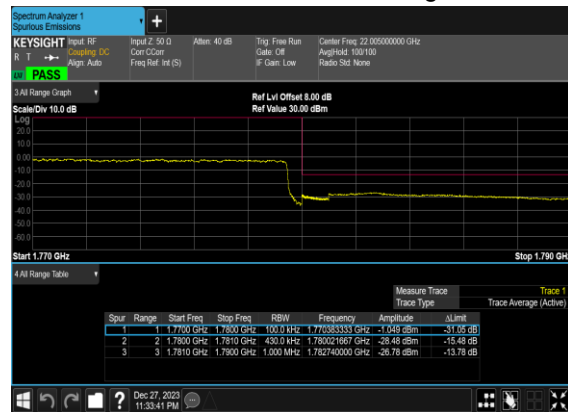 Spectrum Analyzer 1
Spurious Emissions
+
KEYSIGHT Input: RF Input Z: 50 Ω Atten: 40 dB Trig: Free Run Center Freq: 22.005000000 GHz
R T Coupling: DC Corr CCorr Gate: Off Avg|Hold: 100/100
Align: Auto Freq Ref: Int (S) IF Gain: Low Radio Std: None
PASS
3 All Range Graph
Ref Lvl Offset 8.00 dB
Scale/Div 10.0 dB Ref Value 30.00 dBm
Log
20.0
10.0
0.00
-10.0
-20.0
-30.0
-40.0
-50.0
-60.0
Start 1.770 GHz Stop 1.790 GH
4 All Range Table
Measure Trace Trace 1
Trace Type Trace Average (Active)
Spur Range Start Freq Stop Freq RBW Frequency Amplitude ΔLimit
1 1 1.7700 GHz 1.7800 GHz 100.0 kHz 1.770383333 GHz -1.049 dBm -31.05 dB
2 2 1.7800 GHz 1.7810 GHz 430.0 kHz 1.780021667 GHz -28.48 dBm -15.48 dB
3 3 1.7810 GHz 1.7900 GHz 1.000 MHz 1.782740000 GHz -26.78 dBm -13.78 dB
? Dec 27, 2023
11:33:41 PM